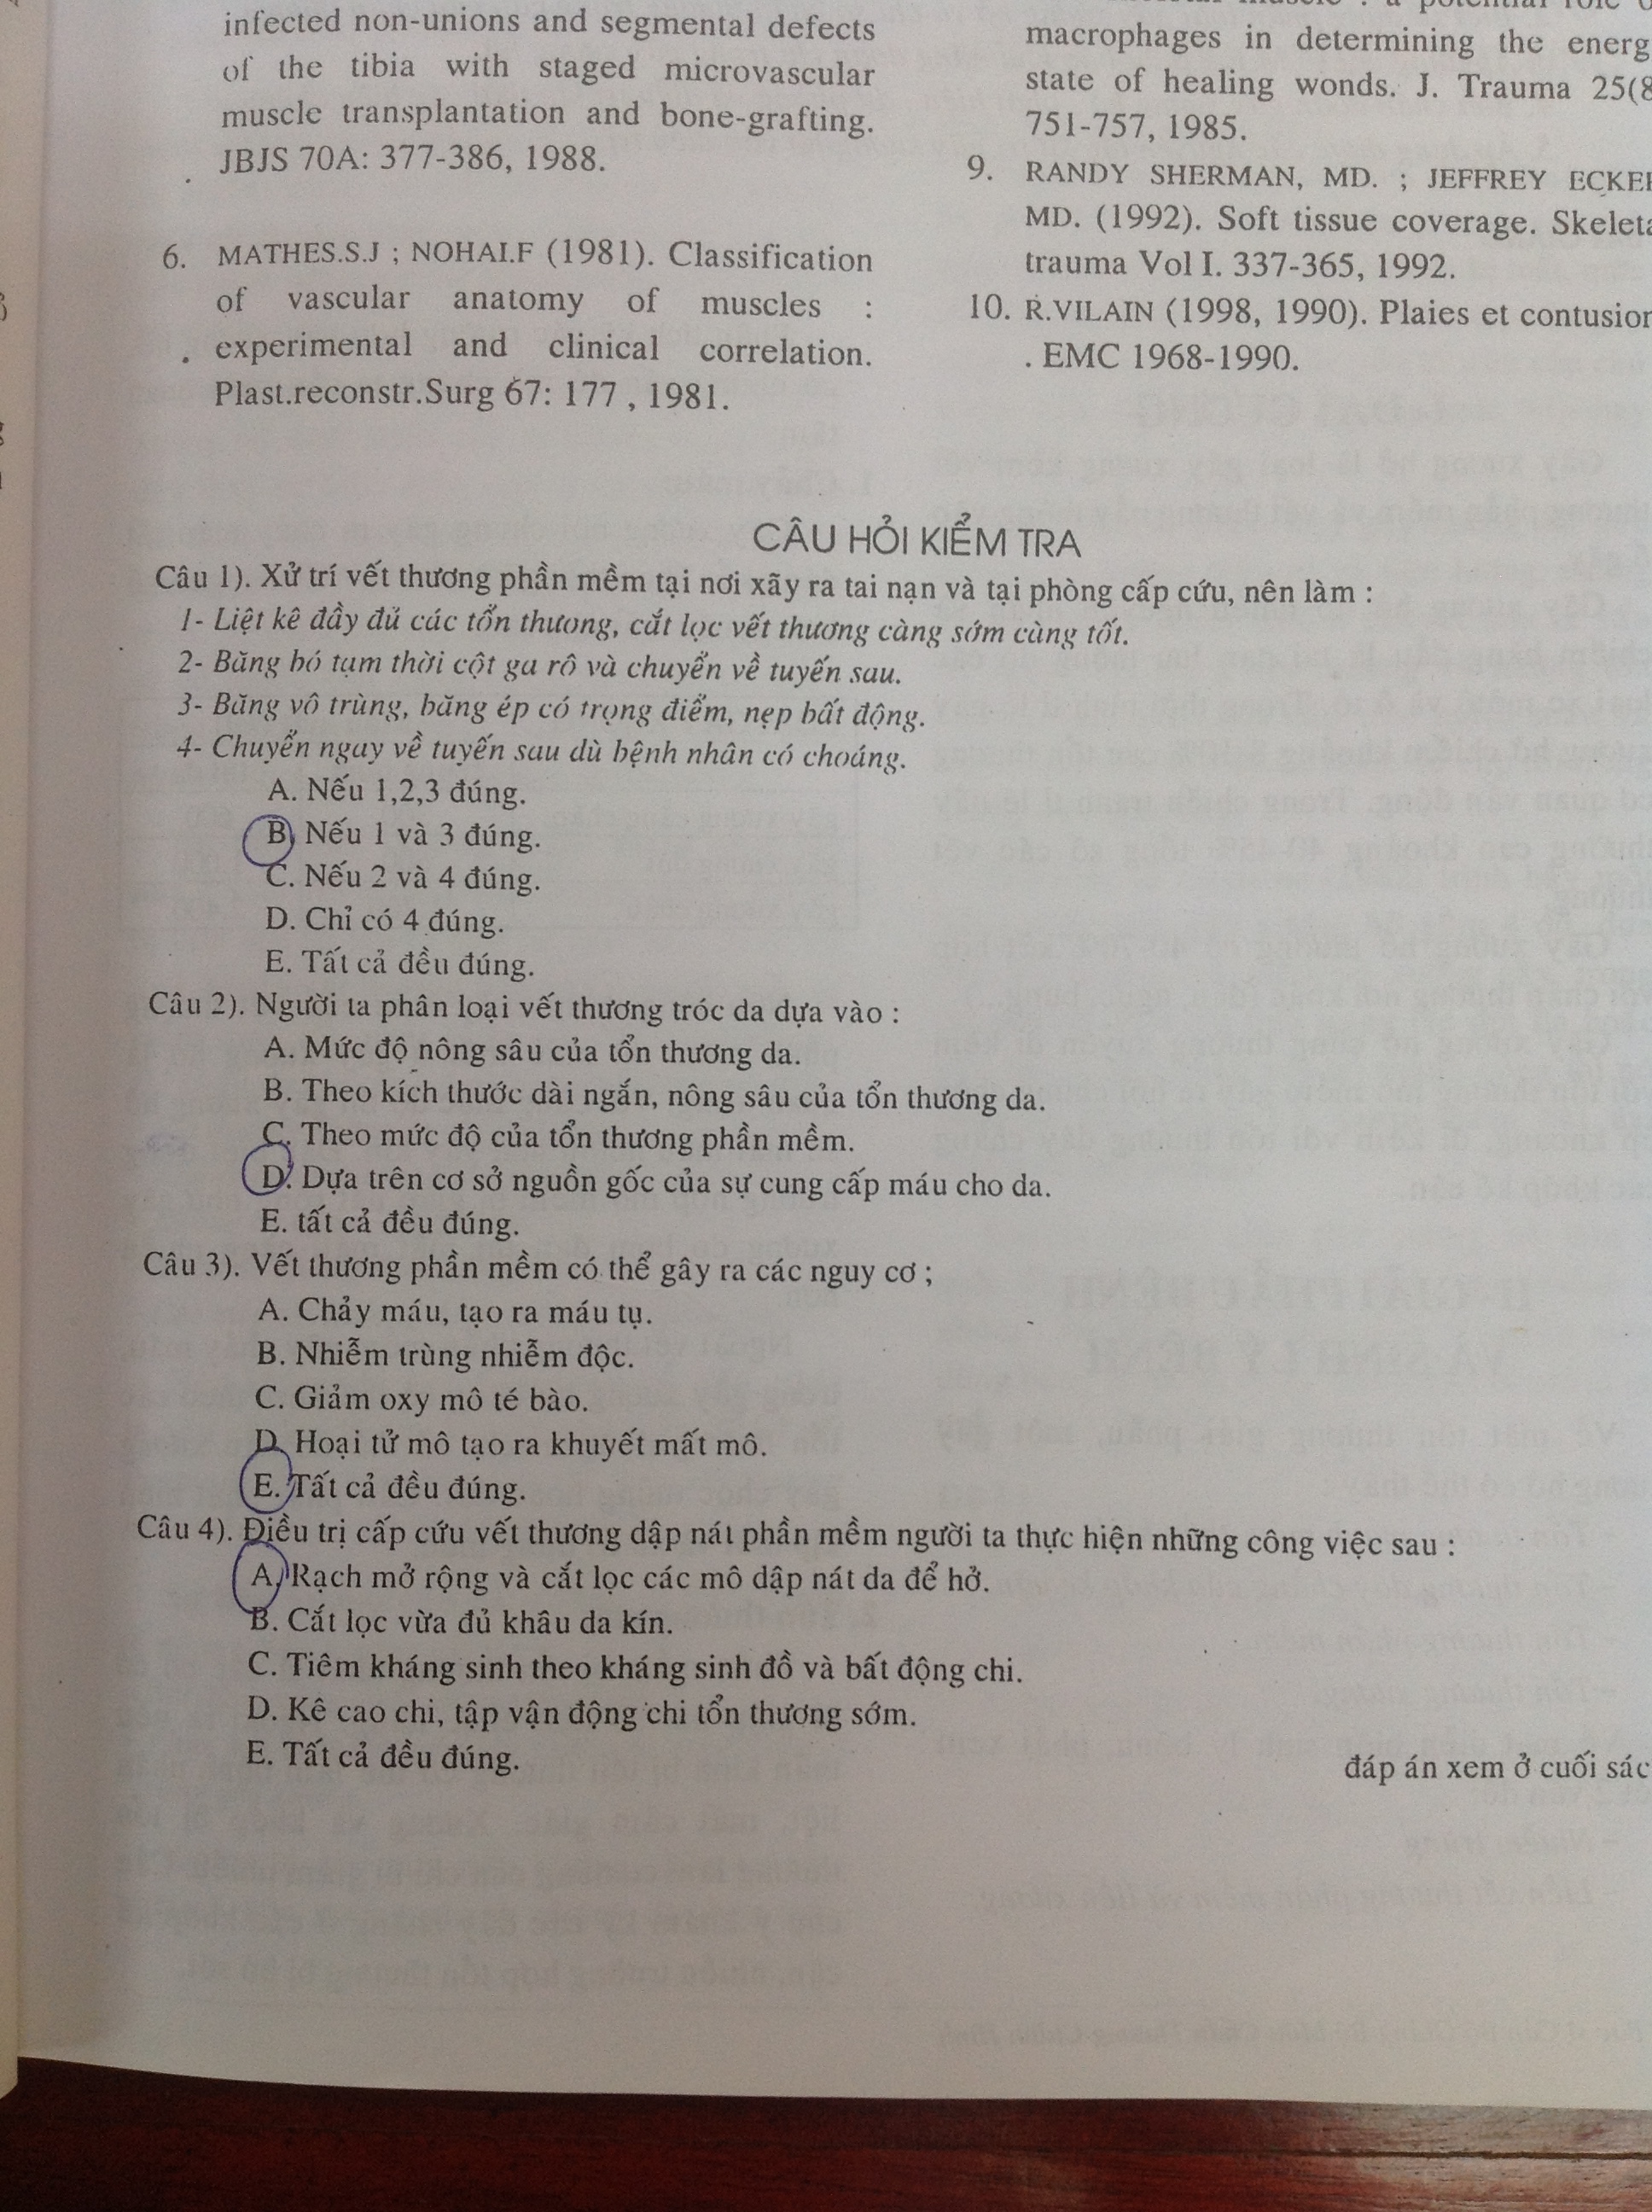 infected non-unions and segmental defects
of the tibia with staged microvascular
muscle transplantation and bone-grafting.
JBJS 70A: 377-386, 1988.
6. MATHES.S.J ; NOHAI.F (1981). Classification
of vascular anatomy of muscles :
experimental and clinical correlation.
Plast.reconstr.Surg 67: 177 , 1981.
macrophages in determining the energ
state of healing wonds. J. Trauma 25(8
751-757, 1985.
9. RANDY SHERMAN, MD. ; JEFFREY ECKE
MD. (1992). Soft tissue coverage. Skelet
trauma Vol I. 337-365, 1992.
10. R.VILAIN (1998, 1990). Plaies et contusion
. EMC 1968-1990.
CÂU HỎI KIỂM TRA
Câu 1). Xử trí vết thương phần mềm tại nơi xãy ra tai nạn và tại phòng cấp cứu, nên làm :
1- Liệt kê đầy đủ các tổn thương, cắt lọc vết thương càng sớm càng tốt.
2- Băng bó tạm thời cột ga rô và chuyển về tuyến sau.
3- Băng vô trùng, băng ép có trọng điểm, nẹp bất động.
4- Chuyển ngay về tuyến sau dù bệnh nhân có choáng.
A. Nếu 1,2,3 đúng.
B. Nếu 1 và 3 đúng.
C. Nếu 2 và 4 đúng.
D. Chỉ có 4 đúng.
E. Tất cả đều đúng.
Câu 2). Người ta phân loại vết thương tróc da dựa vào :
A. Mức độ nông sâu của tổn thương da.
B. Theo kích thước dài ngắn, nông sâu của tổn thương da.
C. Theo mức độ của tổn thương phần mềm.
D. Dựa trên cơ sở nguồn gốc của sự cung cấp máu cho da.
E. tất cả đều đúng.
Câu 3). Vết thương phần mềm có thể gây ra các nguy cơ ;
A. Chảy máu, tạo ra máu tụ.
B. Nhiễm trùng nhiễm độc.
C. Giảm oxy mô té bào.
D. Hoại tử mô tạo ra khuyết mất mô.
E. Tất cả đều đúng.
Câu 4). Điều trị cấp cứu vết thương dập nát phần mềm người ta thực hiện những công việc sau :
A. Rạch mở rộng và cắt lọc các mô dập nát da để hở.
B. Cắt lọc vừa đủ khâu da kín.
C. Tiêm kháng sinh theo kháng sinh đồ và bất động chi.
D. Kê cao chi, tập vận động chi tổn thương sớm.
E. Tất cả đều đúng.
đáp án xem ở cuối sác